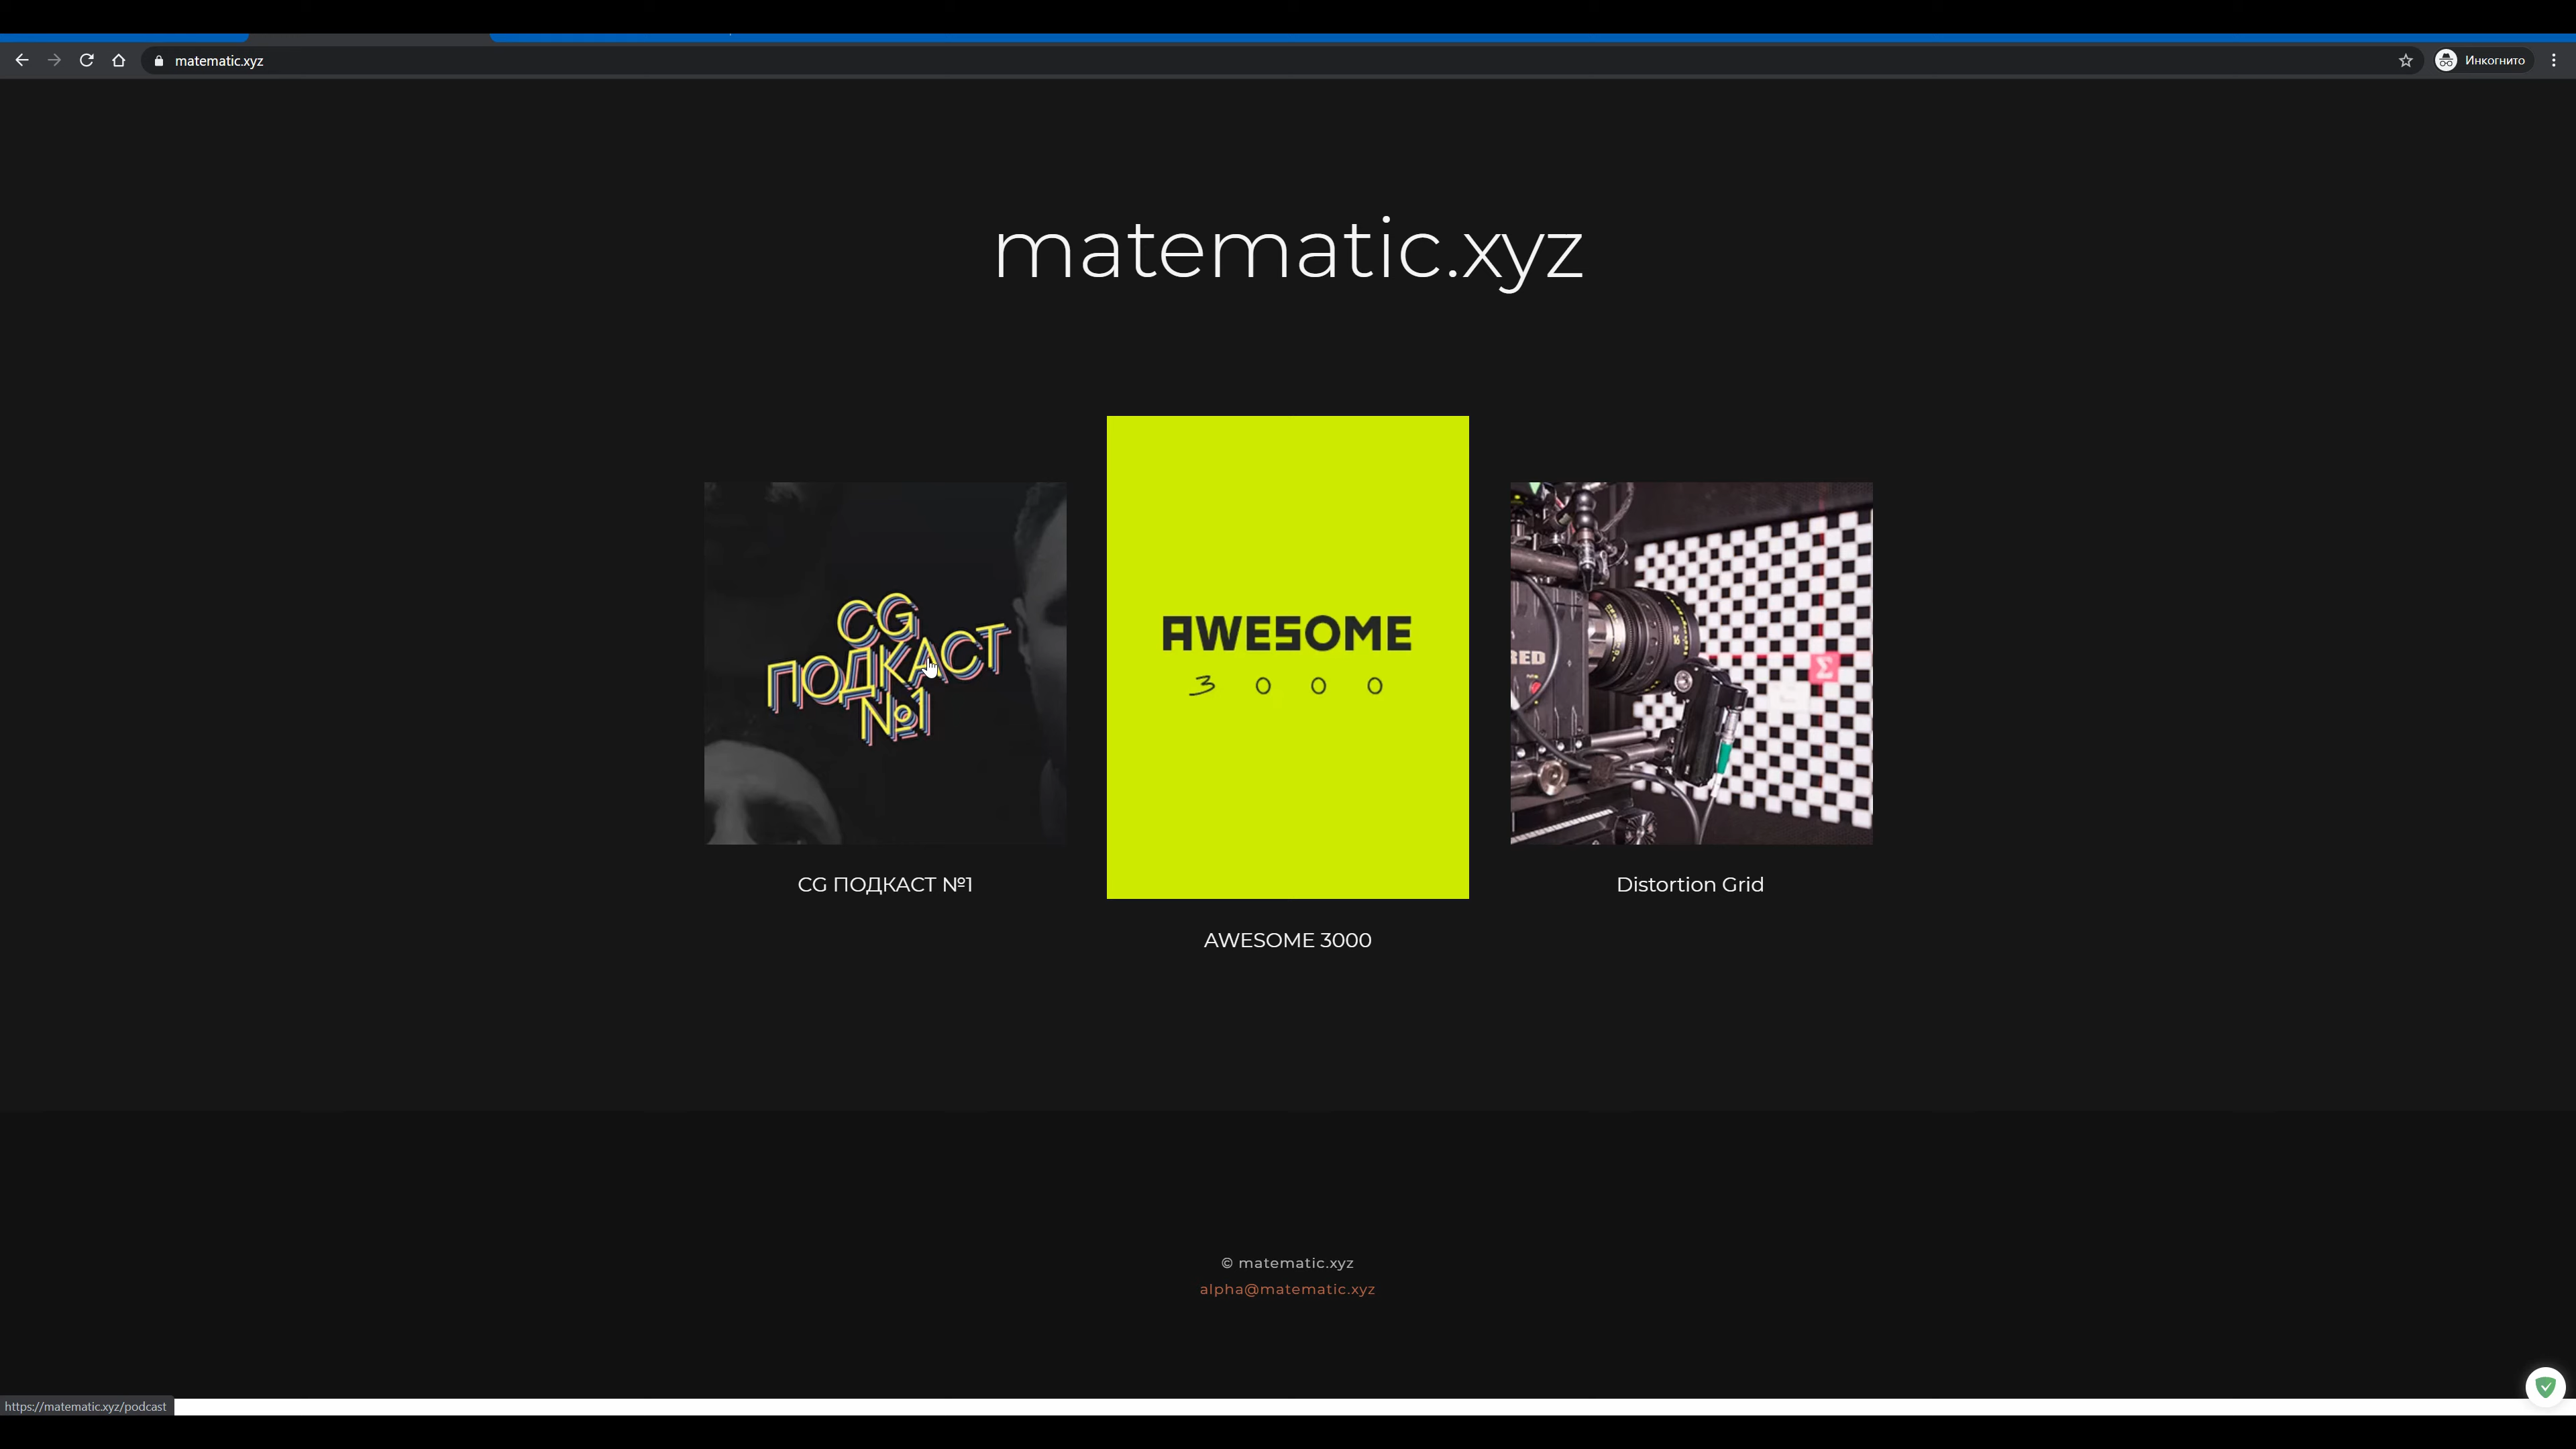 matematic.xyz
Инкогнито
matematic.xyz
CG
ПОДКАСТ
№1
AWESOME
3 0 0 0
RED
Σ
CG ПОДКАСТ №1
Distortion Grid
AWESOME 3000
© matematic.xyz
alpha@matematic.xyz
https://matematic.xyz/podcast